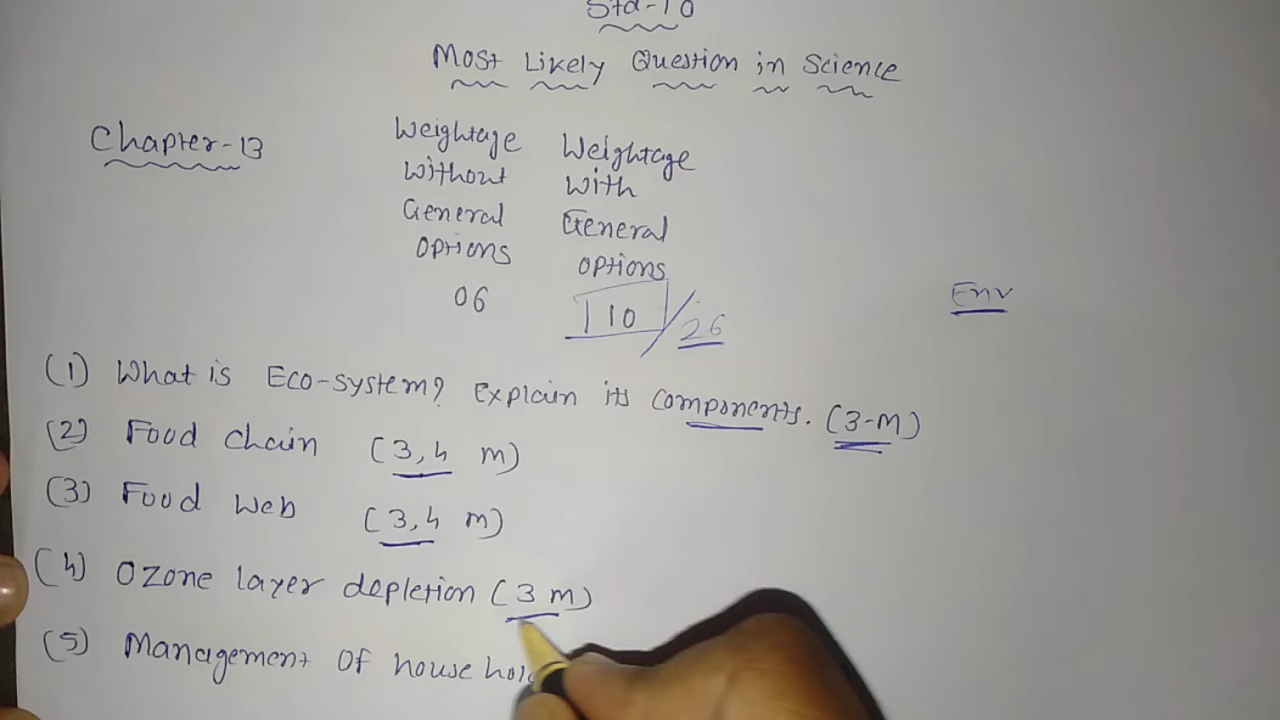 Std-10
Most Likely Question in Science
Chapter-13
Weightage without General options
06
Weightage with General options
10/26
Env
(1) What is Eco-system? Explain its components. (3-M)
(2) Food chain (3,4 m)
(3) Food web (3,4 m)
(4) Ozone layer depletion (3 m)
(5) Management of house